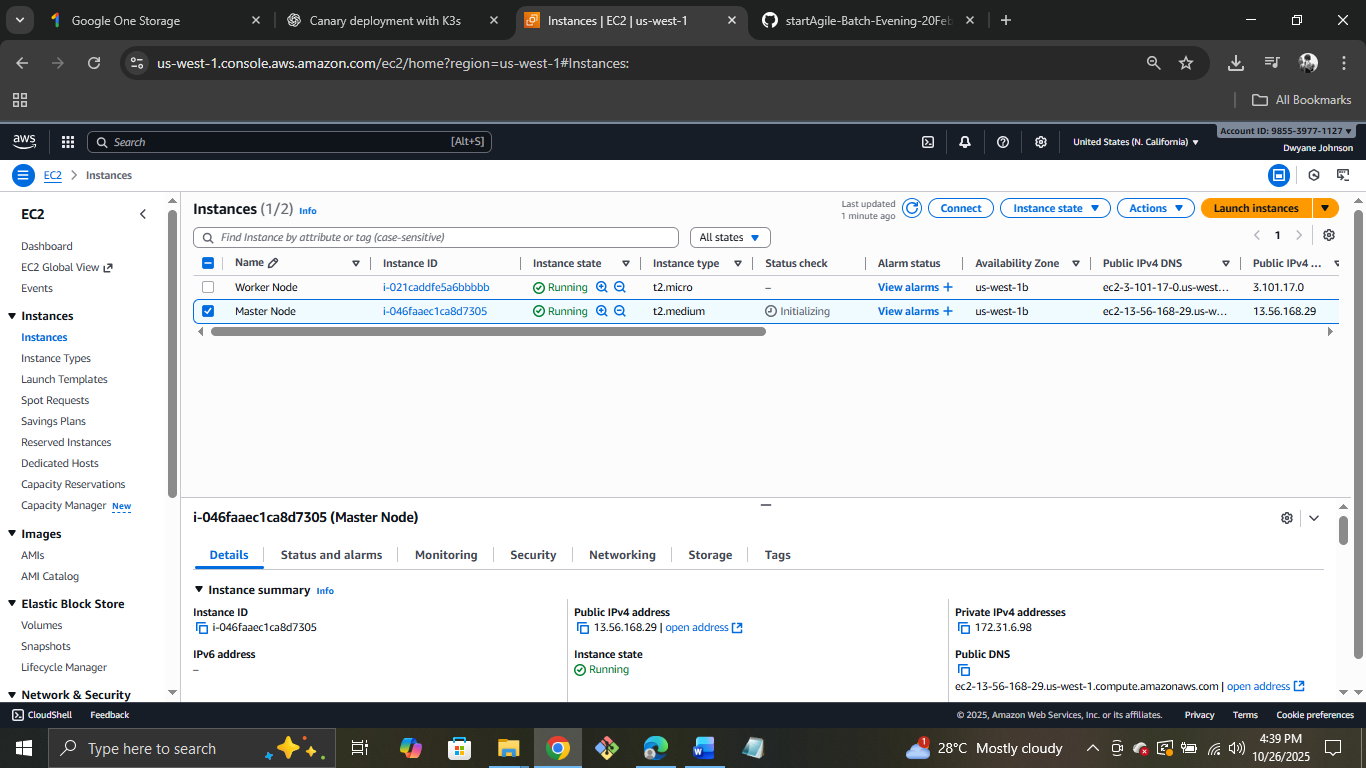 Google One Storage
Canary deployment with K3s
Instances | EC2 | us-west-1
startAgile-Batch-Evening-20Feb
us-west-1.console.aws.amazon.com/ec2/home?region=us-west-1#Instances:
All Bookmarks
aws
Search
[Alt+S]
United States (N. California)
Account ID: 9855-3977-1127
Dwyane Johnson
EC2
Instances
EC2
Dashboard
EC2 Global View
Events
Instances
Instances
Instance Types
Launch Templates
Spot Requests
Savings Plans
Reserved Instances
Dedicated Hosts
Capacity Reservations
Capacity Manager New
Images
AMIs
AMI Catalog
Elastic Block Store
Volumes
Snapshots
Lifecycle Manager
Network & Security
Instances (1/2) Info
Last updated
1 minute ago
Connect
Instance state
Actions
Launch instances
Find Instance by attribute or tag (case-sensitive)
All states
1
Name Instance ID Instance state Instance type Status check Alarm status Availability Zone Public IPv4 DNS Public IPv4 ...
Worker Node i-021caddfe5a6bbbbb Running t2.micro – View alarms + us-west-1b ec2-3-101-17-0.us-west... 3.101.17.0
Master Node i-046faaec1ca8d7305 Running t2.medium Initializing View alarms + us-west-1b ec2-13-56-168-29.us-w... 13.56.168.29
i-046faaec1ca8d7305 (Master Node)
Details Status and alarms Monitoring Security Networking Storage Tags
Instance summary Info
Instance ID
i-046faaec1ca8d7305
IPv6 address
–
Public IPv4 address
13.56.168.29 | open address
Instance state
Running
Private IPv4 addresses
172.31.6.98
Public DNS
ec2-13-56-168-29.us-west-1.compute.amazonaws.com | open address
CloudShell Feedback
© 2025, Amazon Web Services, Inc. or its affiliates. Privacy Terms Cookie preferences
Type here to search
1
28°C Mostly cloudy
4:39 PM
10/26/2025